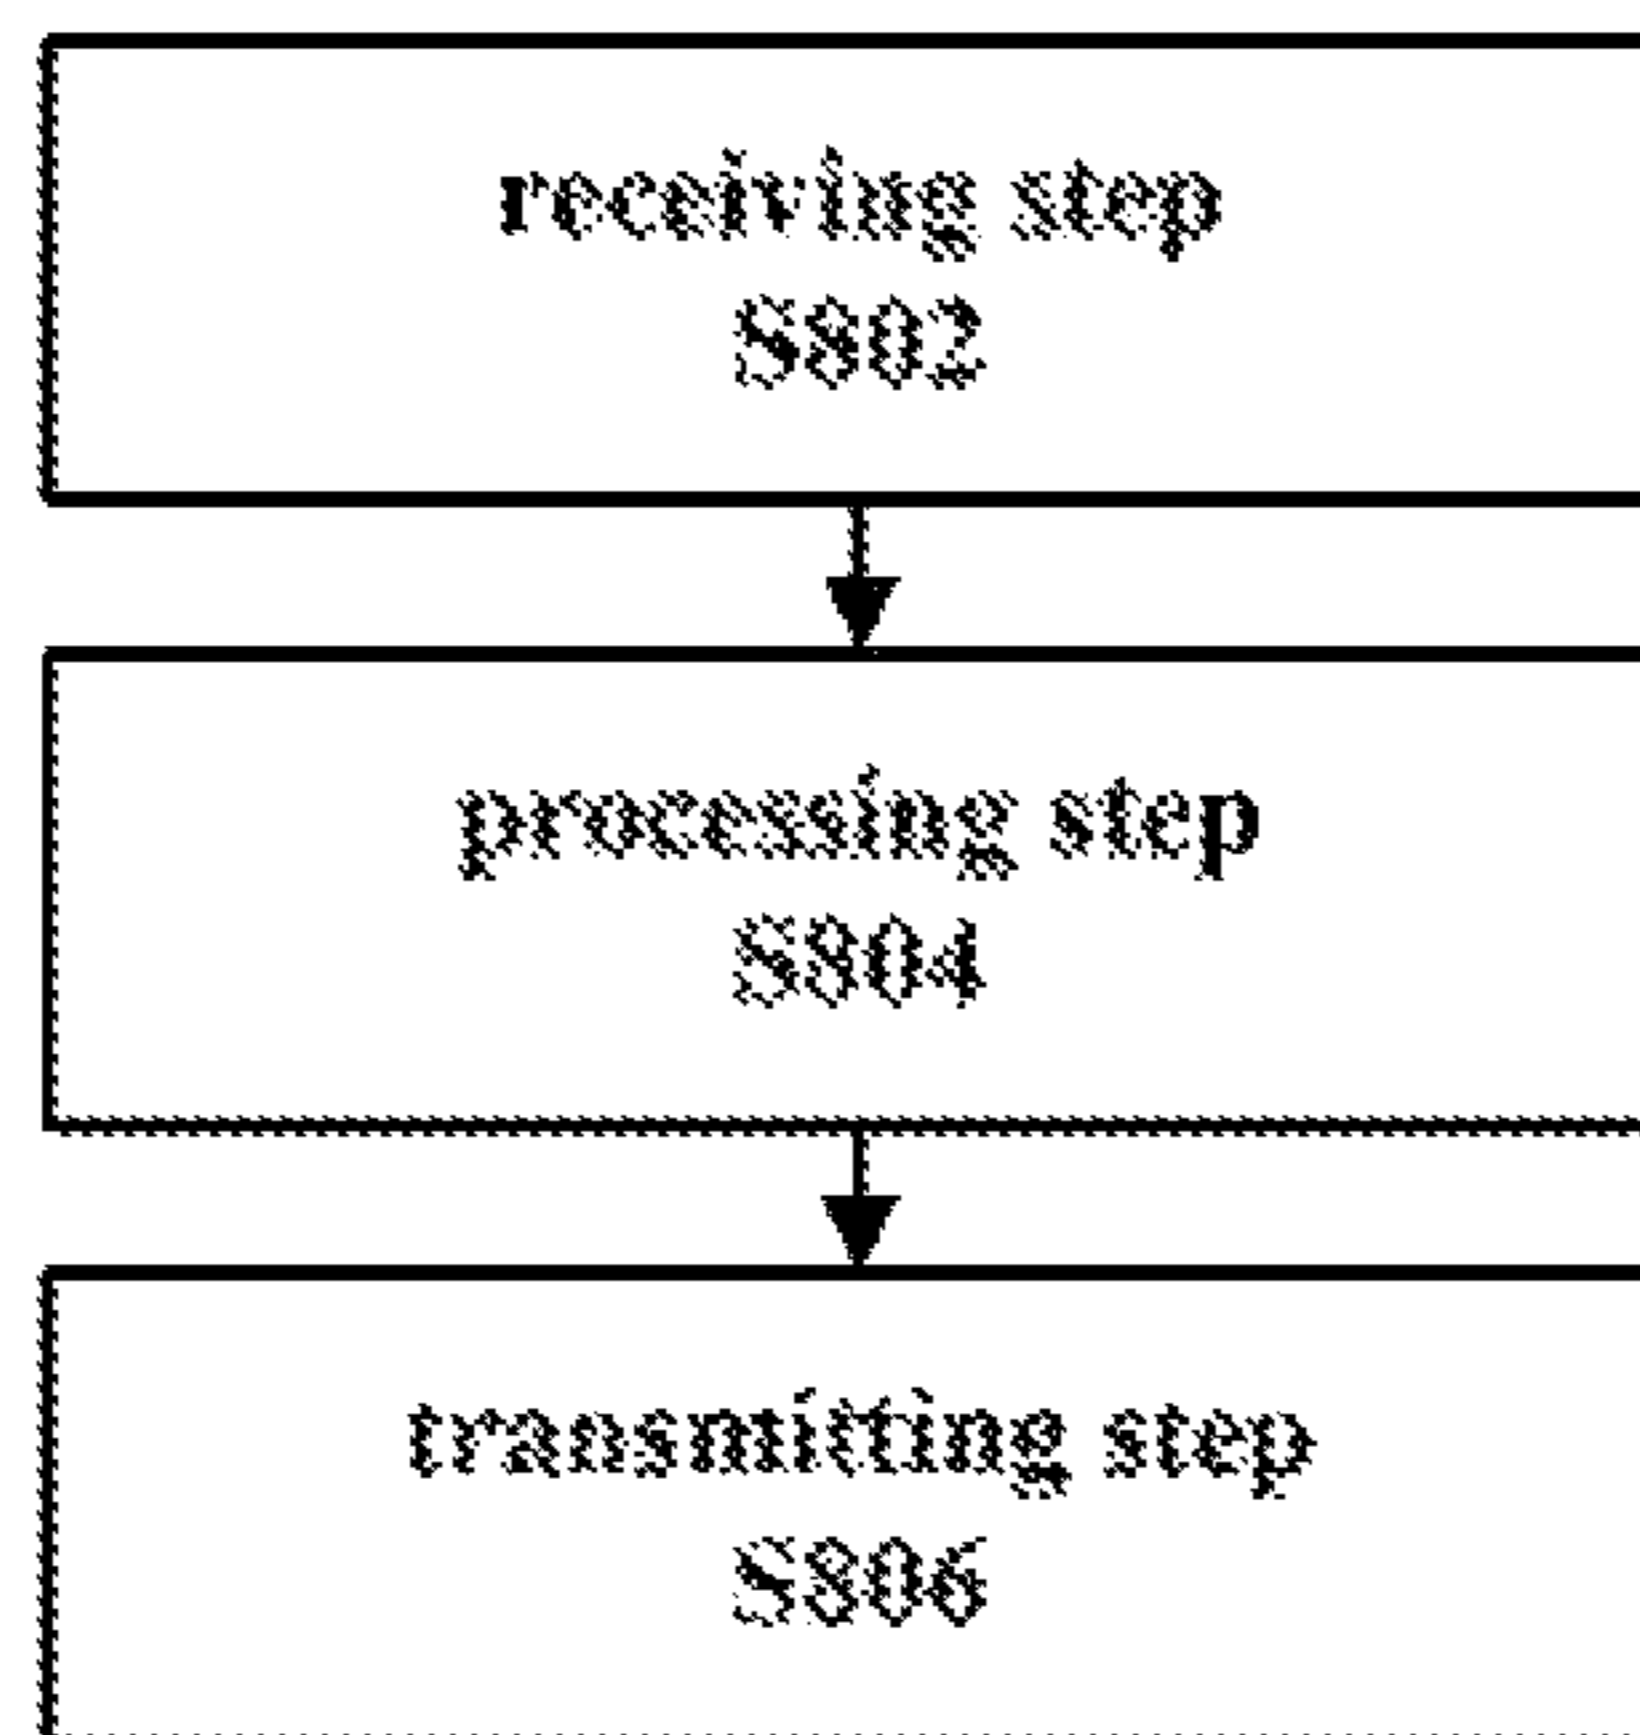 receiving step
S802
processing step
S804
transmitting step
S806